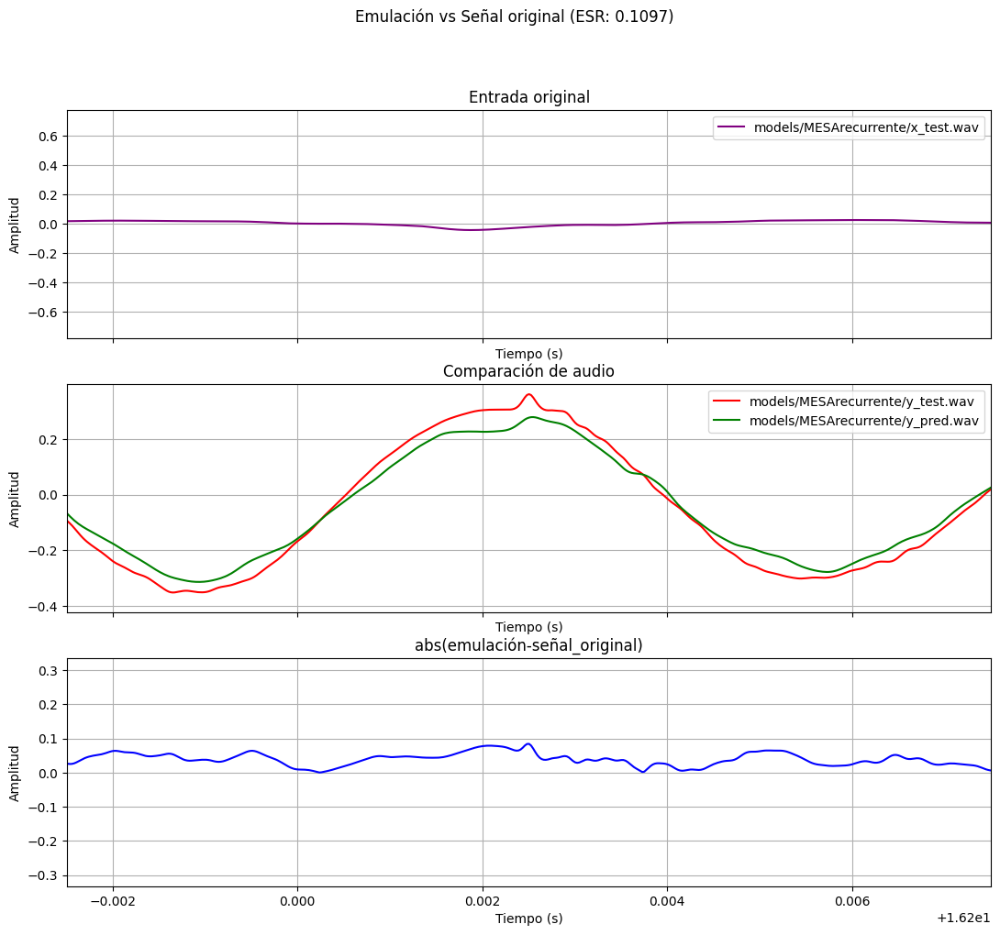 Emulación vs Señal original (ESR: 0.1097)
Entrada original
models/MESArecurrente/x_test.wav
0.6
0.4
0.2
0.0
−0.2
−0.4
−0.6
Amplitud
Tiempo (s)
Comparación de audio
models/MESArecurrente/y_test.wav
models/MESArecurrente/y_pred.wav
0.2
0.0
−0.2
−0.4
Amplitud
Tiempo (s)
abs(emulación-señal_original)
0.3
0.2
0.1
0.0
−0.1
−0.2
−0.3
Amplitud
−0.002 0.000 0.002 0.004 0.006
Tiempo (s)
+1.62e1